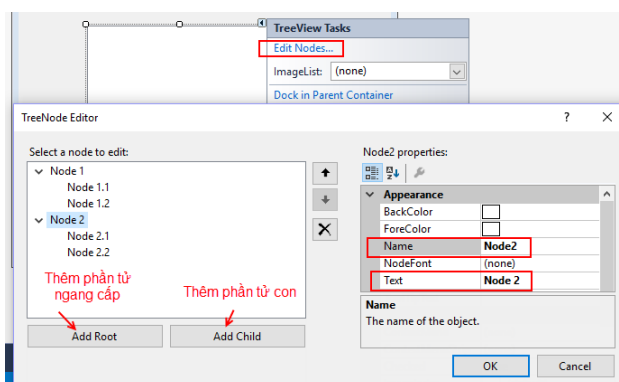 TreeView Tasks
Edit Nodes...
ImageList: (none)
Dock in Parent Container
TreeNode Editor
? ×
Select a node to edit:
Node 1
Node 1.1
Node 1.2
Node 2
Node 2.1
Node 2.2
Thêm phần tử
ngang cấp
Thêm phần tử con
Add Root
Add Child
Node2 properties:
Appearance
BackColor
ForeColor
Name Node2
NodeFont (none)
Text Node 2
Name
The name of the object.
OK
Cancel